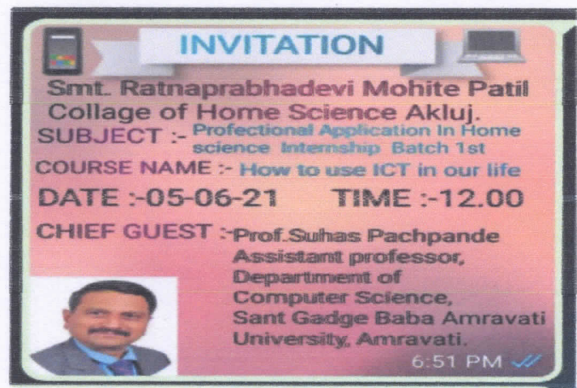 INVITATION
Smt. Ratnaprabhadevi Mohite Patil
Collage of Home Science Akluj.
SUBJECT :- Profectional Application In Home
science Internship Batch 1st
COURSE NAME :- How to use ICT in our life
DATE :-05-06-21 TIME :-12.00
CHIEF GUEST :-Prof.Suhas Pachpande
Assistant professor,
Department of
Computer Science,
Sant Gadge Baba Amravati
University, Amravati.
6:51 PM